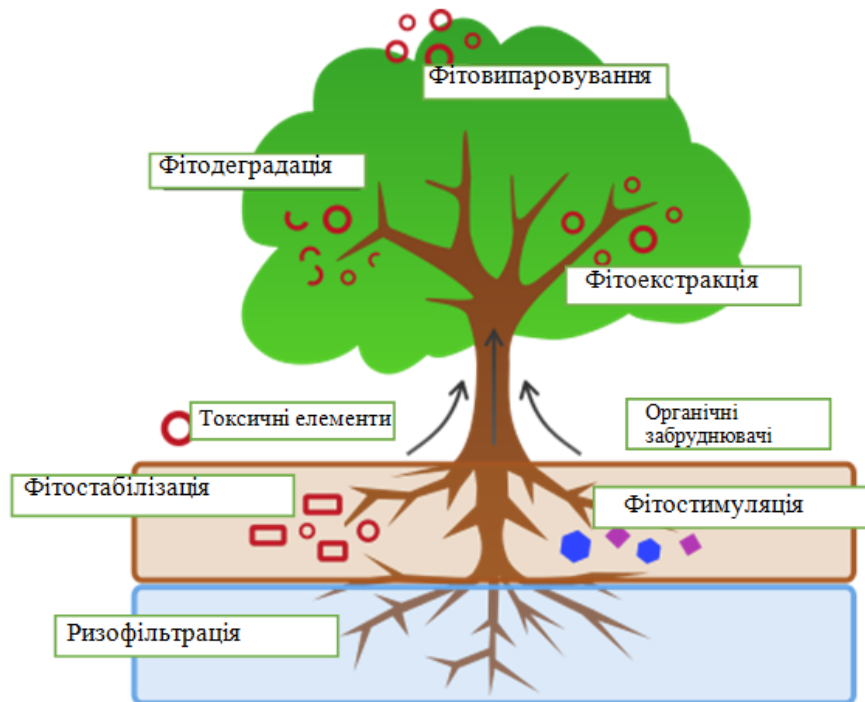 Фітовипаровування
Фітодеградація
Фітоекстракція
Токсичні елементи
Органічні
забруднювачі
Фітостабілізація
Фітостимуляція
Ризофільтрація